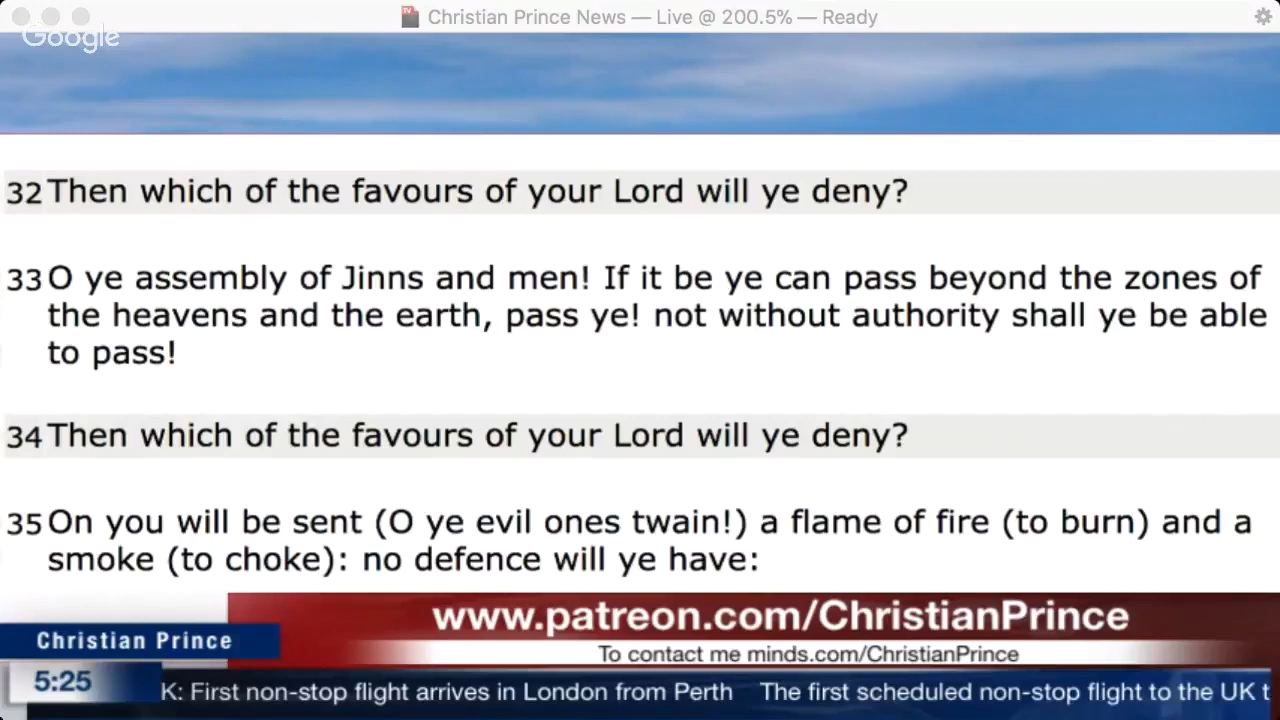 Christian Prince News — Live @ 200.5% — Ready
Google
32 Then which of the favours of your Lord will ye deny?
33 O ye assembly of Jinns and men! If it be ye can pass beyond the zones of
the heavens and the earth, pass ye! not without authority shall ye be able
to pass!
34 Then which of the favours of your Lord will ye deny?
35 On you will be sent (O ye evil ones twain!) a flame of fire (to burn) and a
smoke (to choke): no defence will ye have:
www.patreon.com/ChristianPrince
Christian Prince
To contact me minds.com/ChristianPrince
5:25
K: First non-stop flight arrives in London from Perth The first scheduled non-stop flight to the UK t